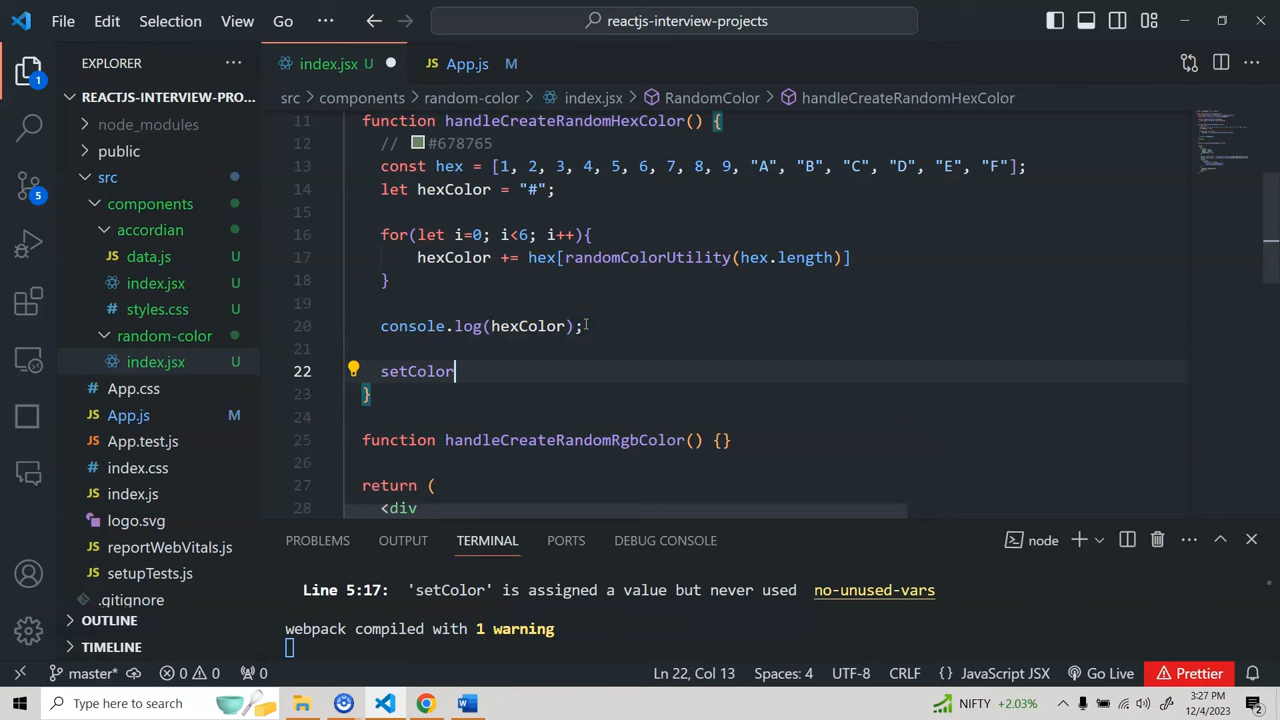 File Edit Selection View Go ··· reactjs-interview-projects
EXPLORER ···
index.jsx U
App.js M
REACTJS-INTERVIEW-PRO...
src > components > random-color > index.jsx > RandomColor > handleCreateRandomHexColor
node_modules
public
src
components
accordian
data.js U
index.jsx U
styles.css U
random-color
index.jsx U
App.css
App.js M
App.test.js
index.css
index.js
logo.svg
reportWebVitals.js
setupTests.js
.gitignore
OUTLINE
TIMELINE
1
5
11 function handleCreateRandomHexColor() {
12 // #678765
13 const hex = [1, 2, 3, 4, 5, 6, 7, 8, 9, "A", "B", "C", "D", "E", "F"];
14 let hexColor = "#";
15
16 for(let i=0; i<6; i++){
17 hexColor += hex[randomColorUtility(hex.length)]
18 }
19
20 console.log(hexColor);
21
22 setColor
23 }
24
25 function handleCreateRandomRgbColor() {}
26
27 return (
28 <div
PROBLEMS OUTPUT TERMINAL PORTS DEBUG CONSOLE node
Line 5:17: 'setColor' is assigned a value but never used no-unused-vars
webpack compiled with 1 warning
master* 0 0 0 Ln 22, Col 13 Spaces: 4 UTF-8 CRLF {} JavaScript JSX Go Live Prettier
Type here to search NIFTY +2.03% 3:27 PM
12/4/2023
2